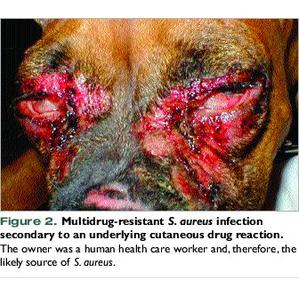 Figure 2. Multidrug-resistant S. aureus infection
secondary to an underlying cutaneous drug reaction.
The owner was a human health care worker and, therefore, the
likely source of S. aureus.